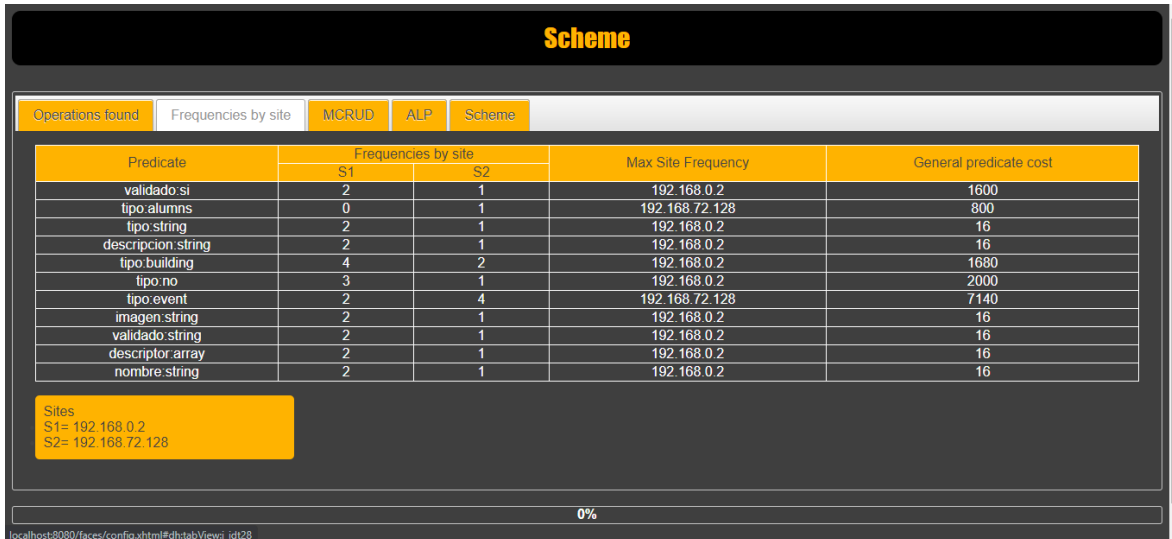 Scheme
Operations found Frequencies by site MCRUD ALP Scheme
Predicate Frequencies by site Max Site Frequency General predicate cost
S1 S2
validado:si 2 1 192.168.0.2 1600
tipo:alumns 0 1 192.168.72.128 800
tipo:string 2 1 192.168.0.2 16
descripcion:string 2 1 192.168.0.2 16
tipo:building 4 2 192.168.0.2 1680
tipo:no 3 1 192.168.0.2 2000
tipo:event 2 4 192.168.72.128 7140
imagen:string 2 1 192.168.0.2 16
validado:string 2 1 192.168.0.2 16
descriptor:array 2 1 192.168.0.2 16
nombre:string 2 1 192.168.0.2 16
Sites
S1= 192.168.0.2
S2= 192.168.72.128
0%
localhost:8080/faces/config.xhtml#dh:tabView:j_idt28